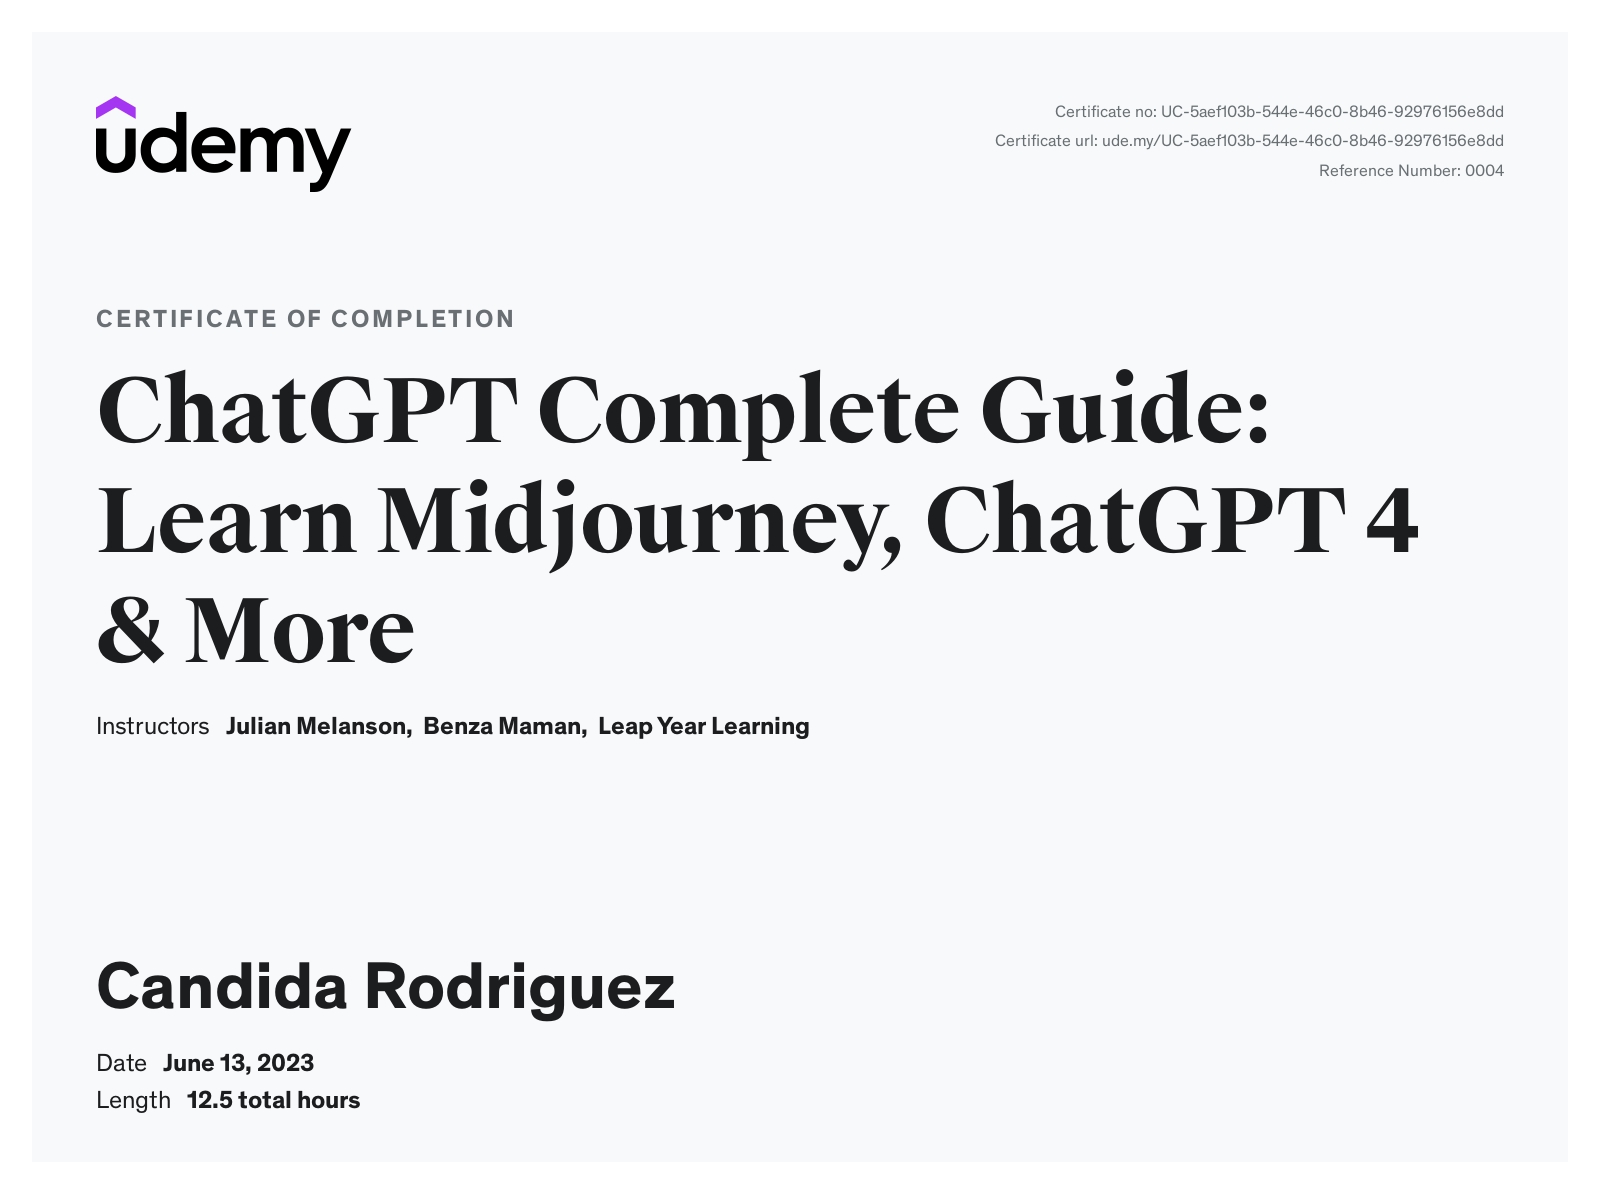 udemy
Certificate no: UC-5aef103b-544e-46c0-8b46-92976156e8dd
Certificate url: ude.my/UC-5aef103b-544e-46c0-8b46-92976156e8dd
Reference Number: 0004
CERTIFICATE OF COMPLETION
ChatGPT Complete Guide:
Learn Midjourney, ChatGPT 4
& More
Instructors Julian Melanson, Benza Maman, Leap Year Learning
Candida Rodriguez
Date June 13, 2023
Length 12.5 total hours